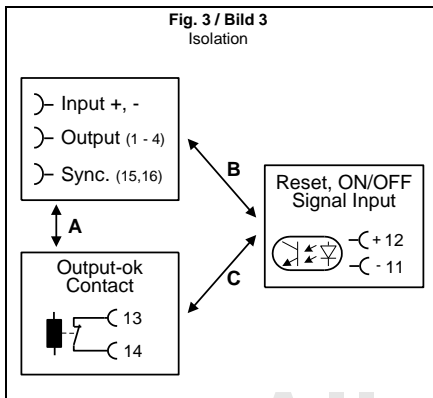 Fig. 3 / Bild 3
Isolation
Input +, -
Output (1 - 4)
Sync. (15,16)
A
B
C
Reset, ON/OFF
Signal Input
+ 12
- 11
Output-ok
Contact
13
14